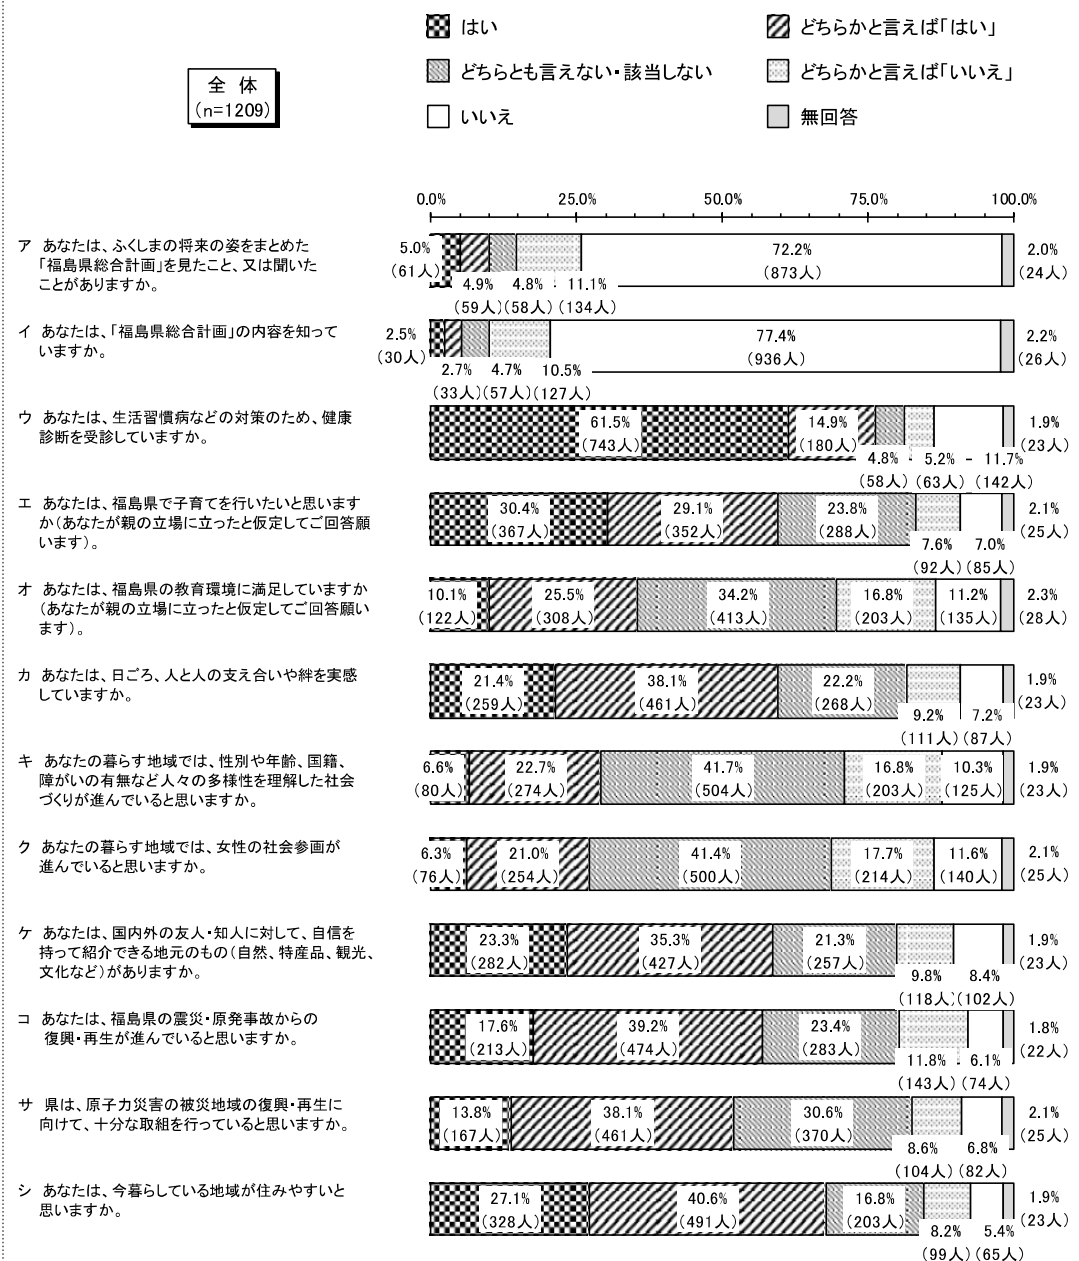 はい
どちらかと言えば「はい」
どちらとも言えない・該当しない
どちらかと言えば「いいえ」
いいえ
無回答
全 体
(n=1209)
0.0% 25.0% 50.0% 75.0% 100.0%
ア あなたは、ふくしまの将来の姿をまとめた
「福島県総合計画」を見たこと、又は聞いた
ことがありますか。
5.0% 72.2% 2.0%
(61人) (873人) (24人)
4.9% 4.8% 11.1%
(59人) (58人) (134人)
イ あなたは、「福島県総合計画」の内容を知って
いますか。
2.5% 77.4% 2.2%
(30人) (936人) (26人)
2.7% 4.7% 10.5%
(33人) (57人) (127人)
ウ あなたは、生活習慣病などの対策のため、健康
診断を受診していますか。
61.5% 14.9% 1.9%
(743人) (180人) (23人)
4.8% 5.2% 11.7%
(58人) (63人) (142人)
エ あなたは、福島県で子育てを行いたいと思います
か(あなたが親の立場に立ったと仮定してご回答願
います)。
30.4% 29.1% 23.8% 2.1%
(367人) (352人) (288人) (25人)
7.6% 7.0%
(92人) (85人)
オ あなたは、福島県の教育環境に満足していますか
(あなたが親の立場に立ったと仮定してご回答願い
ます)。
10.1% 25.5% 34.2% 16.8% 11.2% 2.3%
(122人) (308人) (413人) (203人) (135人) (28人)
カ あなたは、日ごろ、人と人の支え合いや絆を実感
していますか。
21.4% 38.1% 22.2% 1.9%
(259人) (461人) (268人) (23人)
9.2% 7.2%
(111人) (87人)
キ あなたの暮らす地域では、性別や年齢、国籍、
障がいの有無など人々の多様性を理解した社会
づくりが進んでいると思いますか。
6.6% 22.7% 41.7% 16.8% 10.3% 1.9%
(80人) (274人) (504人) (203人) (125人) (23人)
ク あなたの暮らす地域では、女性の社会参画が
進んでいると思いますか。
6.3% 21.0% 41.4% 17.7% 11.6% 2.1%
(76人) (254人) (500人) (214人) (140人) (25人)
ケ あなたは、国内外の友人・知人に対して、自信を
持って紹介できる地元のもの(自然、特産品、観光、
文化など)がありますか。
23.3% 35.3% 21.3% 1.9%
(282人) (427人) (257人) (23人)
9.8% 8.4%
(118人) (102人)
コ あなたは、福島県の震災・原発事故からの
復興・再生が進んでいると思いますか。
17.6% 39.2% 23.4% 1.8%
(213人) (474人) (283人) (22人)
11.8% 6.1%
(143人) (74人)
サ 県は、原子力災害の被災地域の復興・再生に
向けて、十分な取組を行っていると思いますか。
13.8% 38.1% 30.6% 2.1%
(167人) (461人) (370人) (25人)
8.6% 6.8%
(104人) (82人)
シ あなたは、今暮らしている地域が住みやすいと
思いますか。
27.1% 40.6% 16.8% 1.9%
(328人) (491人) (203人) (23人)
8.2% 5.4%
(99人) (65人)